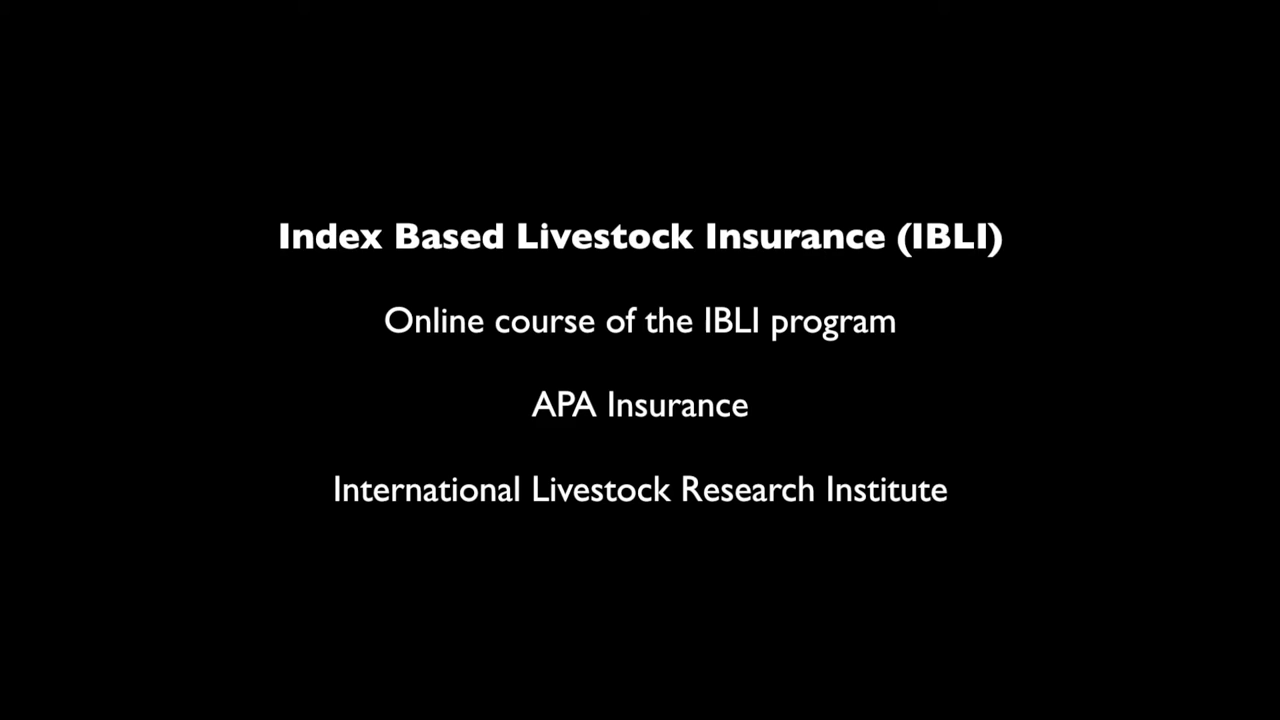 Index Based Livestock Insurance (IBLI)
Online course of the IBLI program
APA Insurance
International Livestock Research Institute